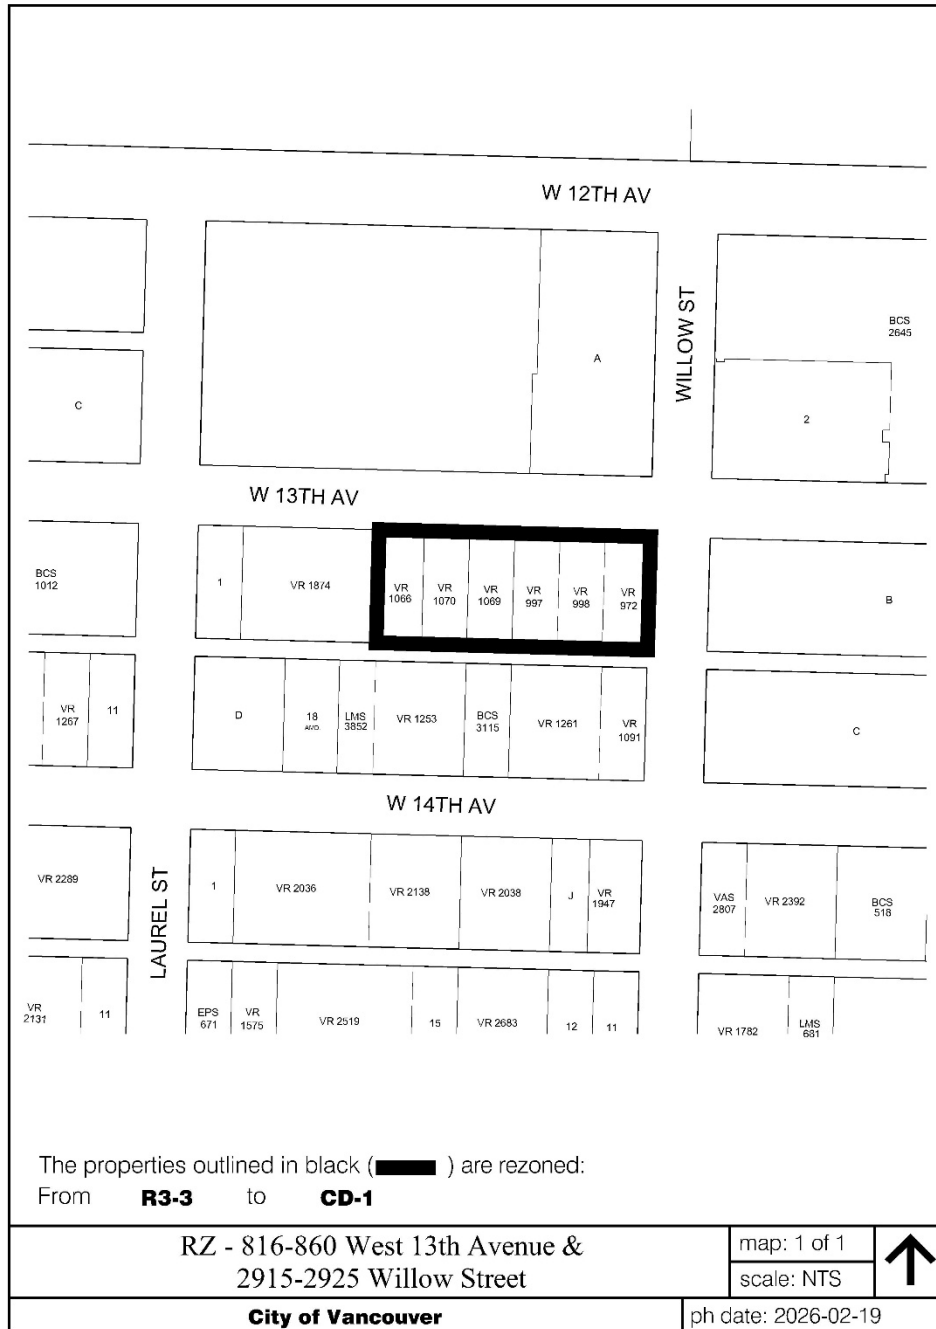 W 12TH AV
WILLOW ST
BCS
2645
A
C
2
W 13TH AV
BCS
1012
1
VR 1874
VR
1066
VR
1070
VR
1069
VR
997
VR
998
VR
972
B
VR
1267
11
D
18
AMD
LMS
3852
VR 1253
BCS
3115
VR 1261
VR
1091
C
W 14TH AV
LAUREL ST
VR 2289
1
VR 2036
VR 2138
VR 2038
J
VR
1947
VAS
2807
VR 2392
BCS
518
VR
2131
11
EPS
671
VR
1575
VR 2519
15
VR 2683
12
11
VR 1782
LMS
681
The properties outlined in black ( ) are rezoned:
From R3-3 to CD-1
RZ - 816-860 West 13th Avenue &
2915-2925 Willow Street
map: 1 of 1
scale: NTS
City of Vancouver
ph date: 2026-02-19